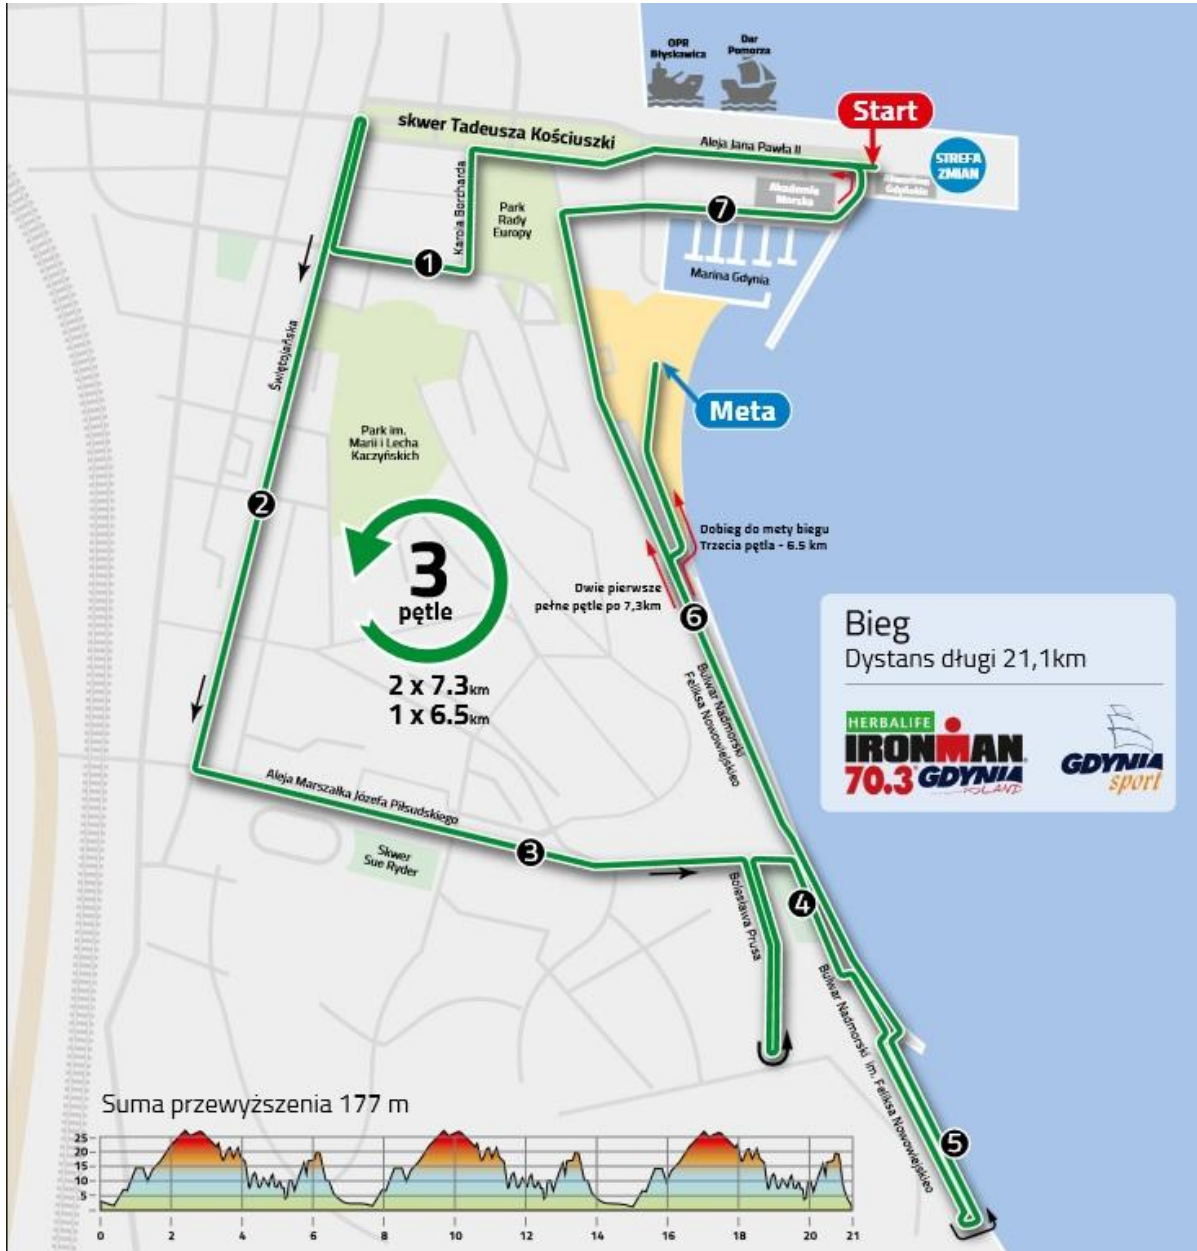 OPR
Błyskawica
Dar
Pomorza
Start
skwer Tadeusza Kościuszki
Aleja Jana Pawła II
STREFA
ZMIAN
Akademia
Morska
Akwarium
Gdyńskie
Karola Borcharda
Park
Rady
Europy
7
1
Marina Gdynia
Świętojańska
Meta
Park im.
Marii i Lecha
Kaczyńskich
2
3
pętle
2 x 7.3km
1 x 6.5km
Dobieg do mety biegu
Trzecia pętla - 6.5 km
Dwie pierwsze
pełne pętle po 7,3km
6
Bulwar Nadmorski
Feliksa Nowowiejskieo
Bieg
Dystans długi 21,1km
HERBALIFE
IRONMAN
70.3 GDYNIA
POLAND
GDYNIA
sport
Aleja Marszałka Józefa Piłsudskiego
Skwer
Sue Ryder
3
Bolesława Prusa
4
Bulwar Nadmorski im. Feliksa Nowowiejskieo
5
Suma przewyższenia 177 m
25
20
15
10
5
0 2 4 6 8 10 12 14 16 18 20 21